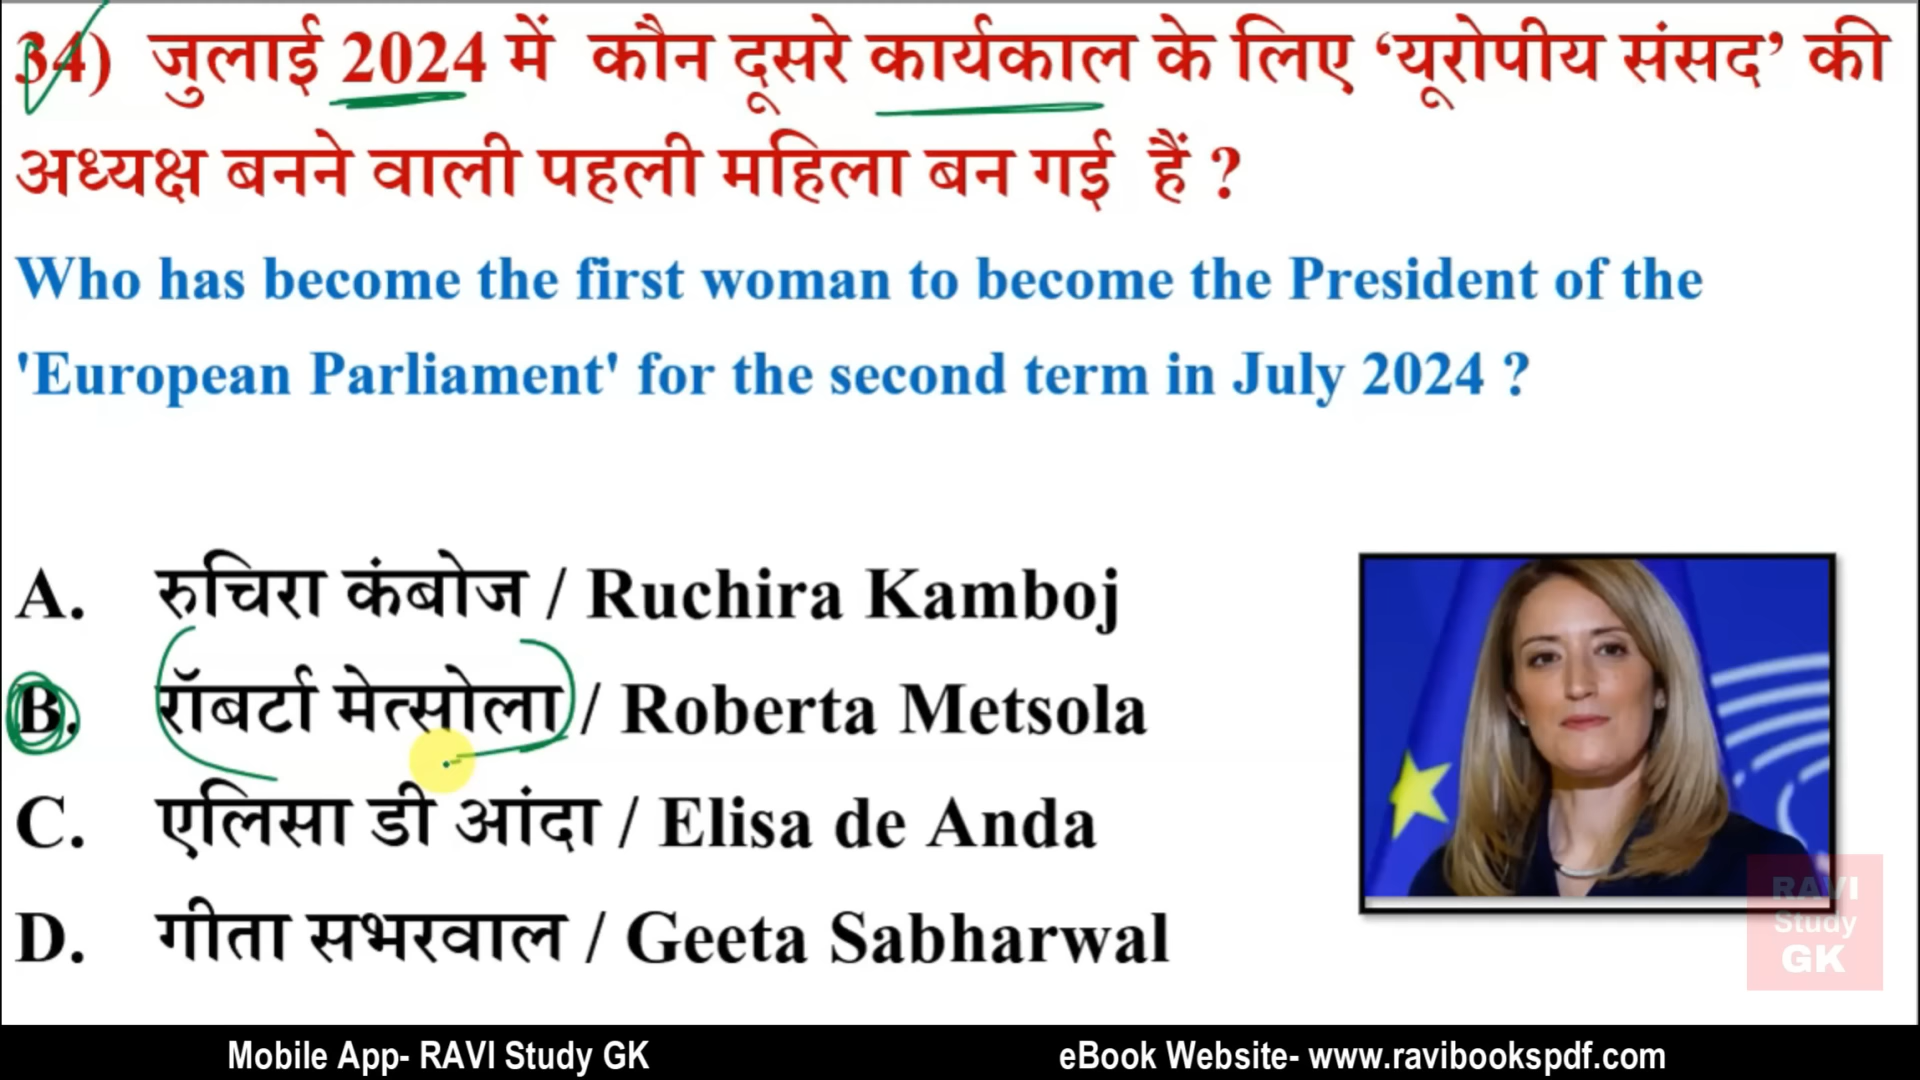 34) जुलाई 2024 में कौन दूसरे कार्यकाल के लिए ‘यूरोपीय संसद’ की
अध्यक्ष बनने वाली पहली महिला बन गई हैं ?
Who has become the first woman to become the President of the
'European Parliament' for the second term in July 2024 ?
A. रुचिरा कंबोज / Ruchira Kamboj
B. रॉबर्टा मेत्सोला / Roberta Metsola
C. एलिसा डी आंदा / Elisa de Anda
D. गीता सभरवाल / Geeta Sabharwal
RAVI
Study
GK
Mobile App- RAVI Study GK
eBook Website- www.ravibookspdf.com